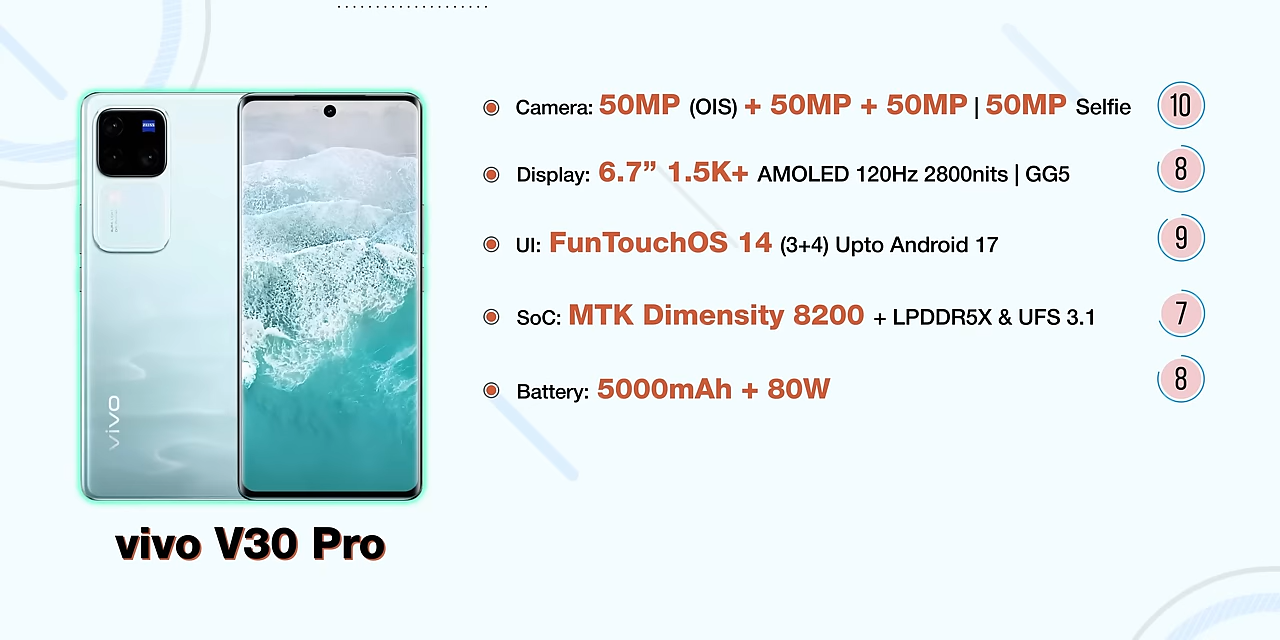 Camera: 50MP (OIS) + 50MP + 50MP | 50MP Selfie 10
Display: 6.7” 1.5K+ AMOLED 120Hz 2800nits | GG5 8
UI: FunTouchOS 14 (3+4) Upto Android 17 9
SoC: MTK Dimensity 8200 + LPDDR5X & UFS 3.1 7
Battery: 5000mAh + 80W 8
ZEISS
vivo
vivo V30 Pro